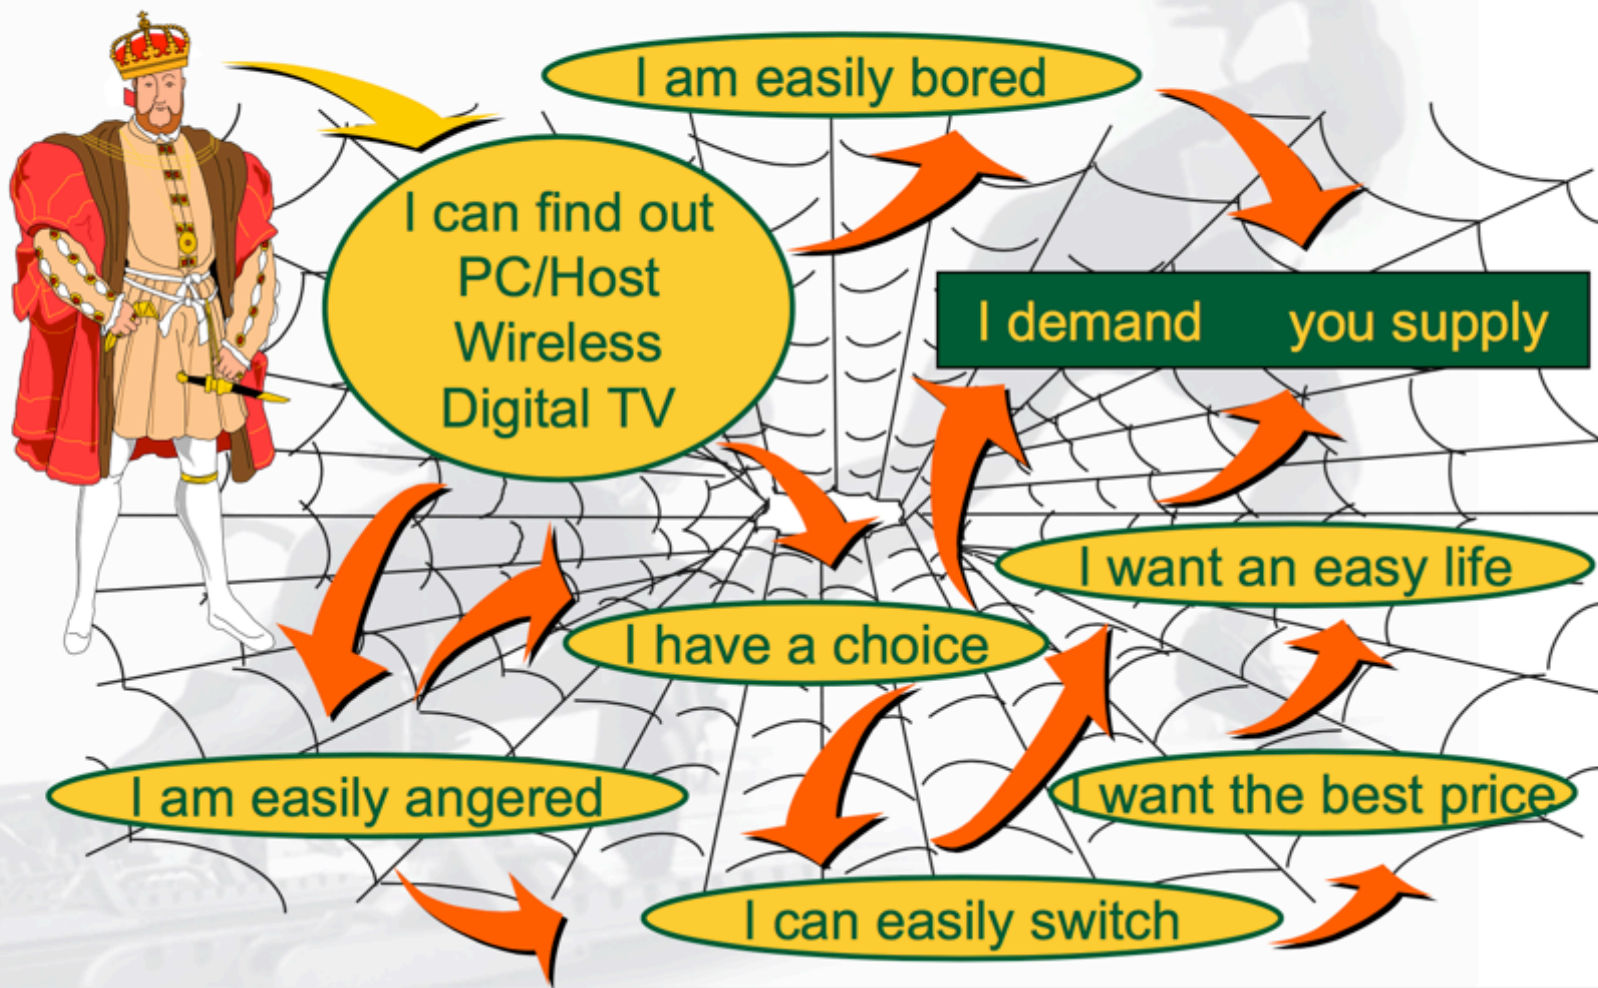 I am easily bored
I can find out
PC/Host
Wireless
Digital TV
I demand you supply
I want an easy life
I have a choice
I am easily angered
I want the best price
I can easily switch